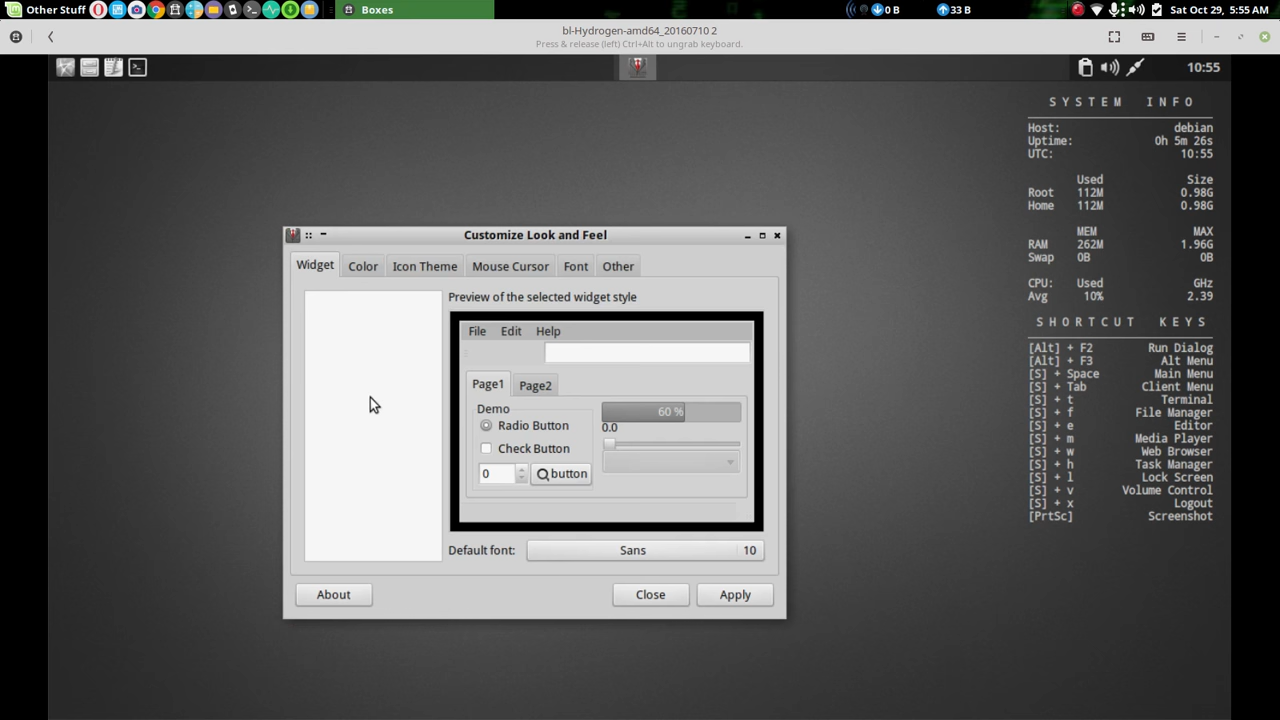 Other Stuff
Boxes
0 B
33 B
Sat Oct 29, 5:55 AM
bl-Hydrogen-amd64_20160710 2
Press & release (left) Ctrl+Alt to ungrab keyboard.
10:55
SYSTEM INFO
Host: debian
Uptime: 0h 5m 26s
UTC: 10:55
Used Size
Root 112M 0.98G
Home 112M 0.98G
MEM MAX
RAM 262M 1.96G
Swap 0B 0B
CPU: Used GHz
Avg 10% 2.39
SHORTCUT KEYS
[Alt] + F2 Run Dialog
[Alt] + F3 Alt Menu
[S] + Space Main Menu
[S] + Tab Client Menu
[S] + t Terminal
[S] + f File Manager
[S] + e Editor
[S] + m Media Player
[S] + w Web Browser
[S] + h Task Manager
[S] + l Lock Screen
[S] + v Volume Control
[S] + x Logout
[PrtSc] Screenshot
Customize Look and Feel
Widget Color Icon Theme Mouse Cursor Font Other
Preview of the selected widget style
File Edit Help
Page1 Page2
Demo
Radio Button
Check Button
0 button
60 %
0.0
Default font: Sans 10
About Close Apply